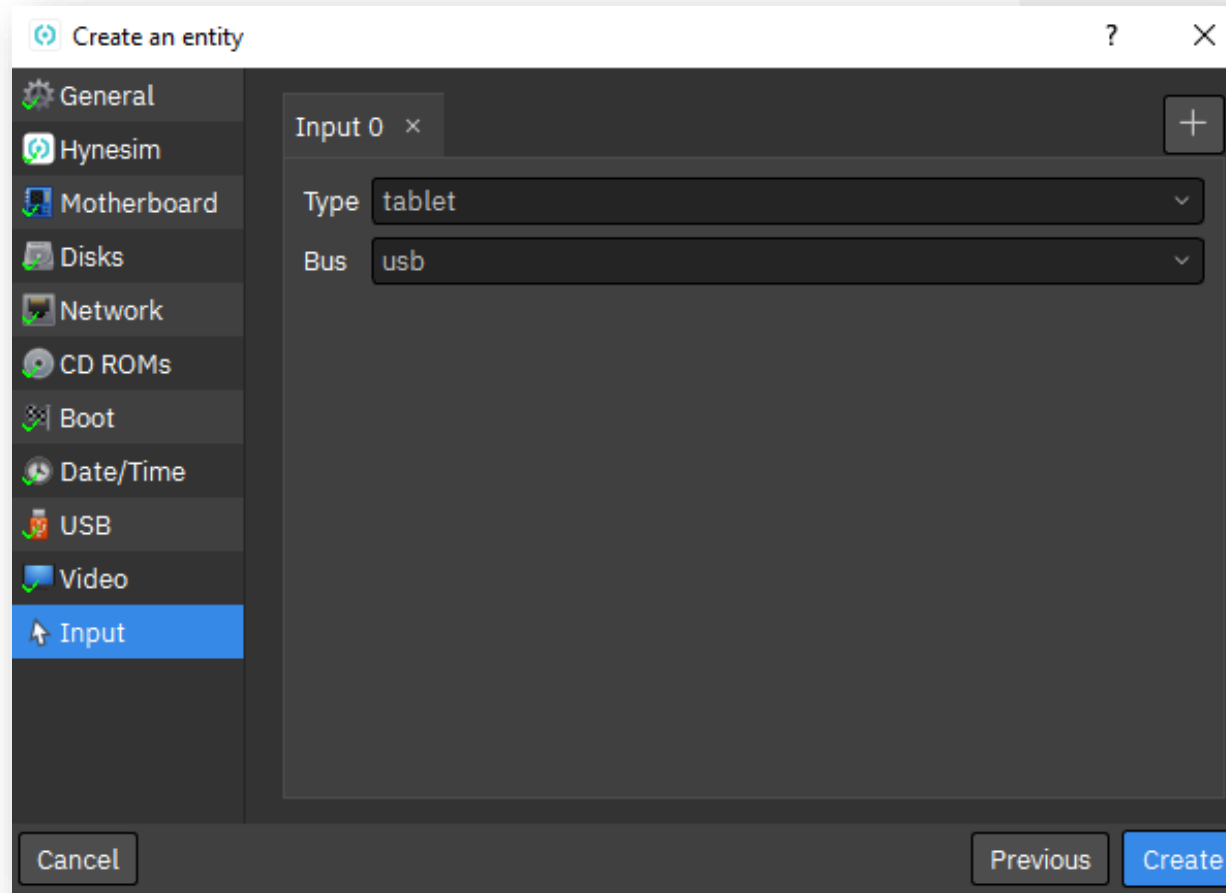 Create an entity
?
General
Hynesim
Motherboard
Disks
Network
CD ROMs
Boot
Date/Time
USB
Video
Input
Input 0 ×
+
Type tablet
Bus usb
Cancel
Previous
Create